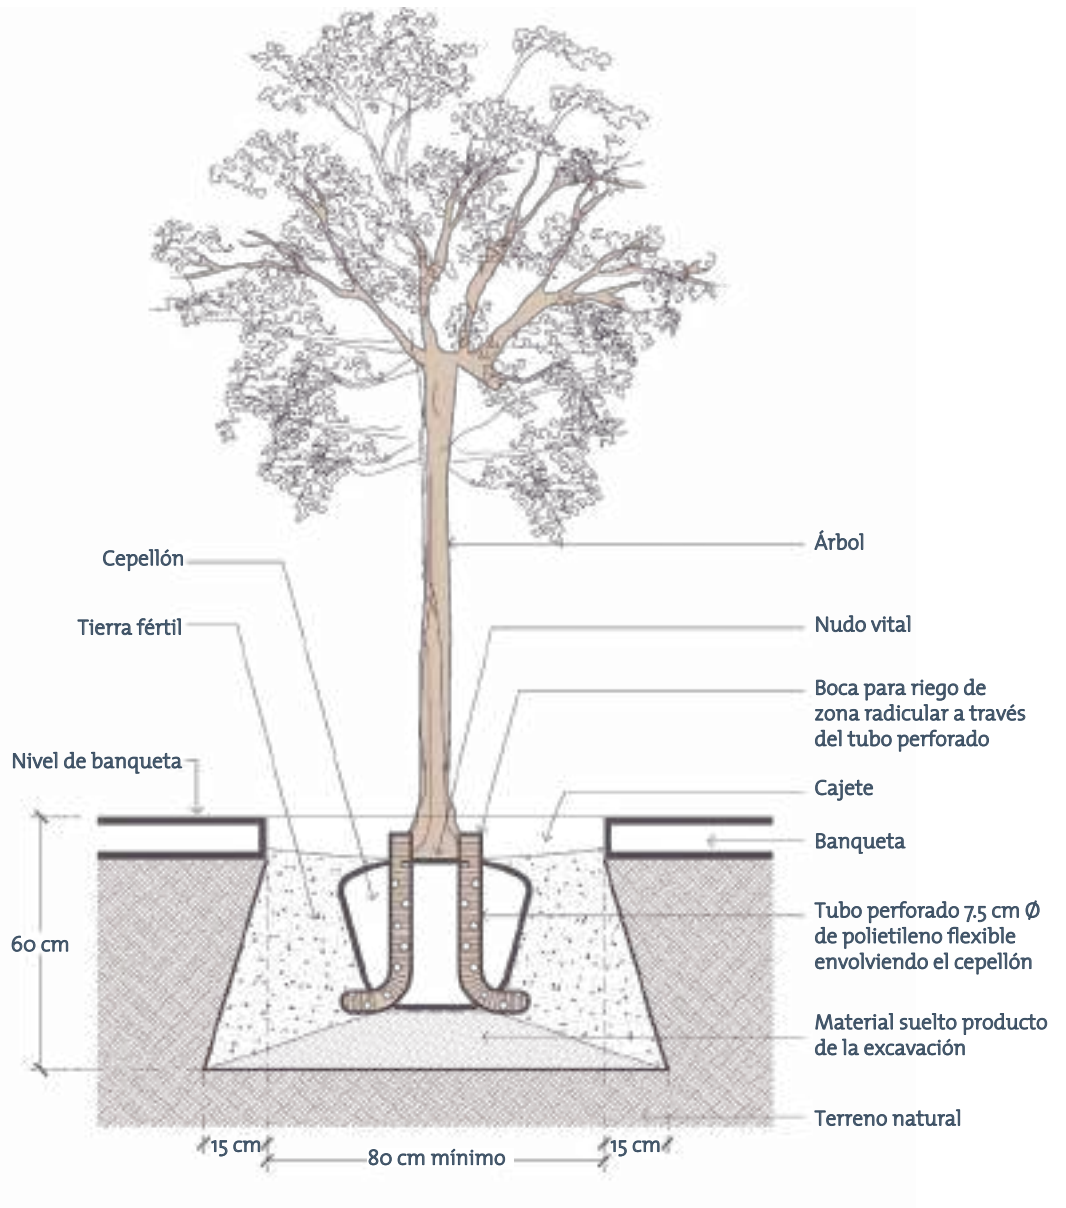 Árbol
Cepellón
Nudo vital
Tierra fértil
Boca para riego de
zona radicular a través
del tubo perforado
Nivel de banqueta
Cajete
Banqueta
Tubo perforado 7.5 cm Ø
de polietileno flexible
envolviendo el cepellón
60 cm
Material suelto producto
de la excavación
Terreno natural
15 cm
80 cm mínimo
15 cm